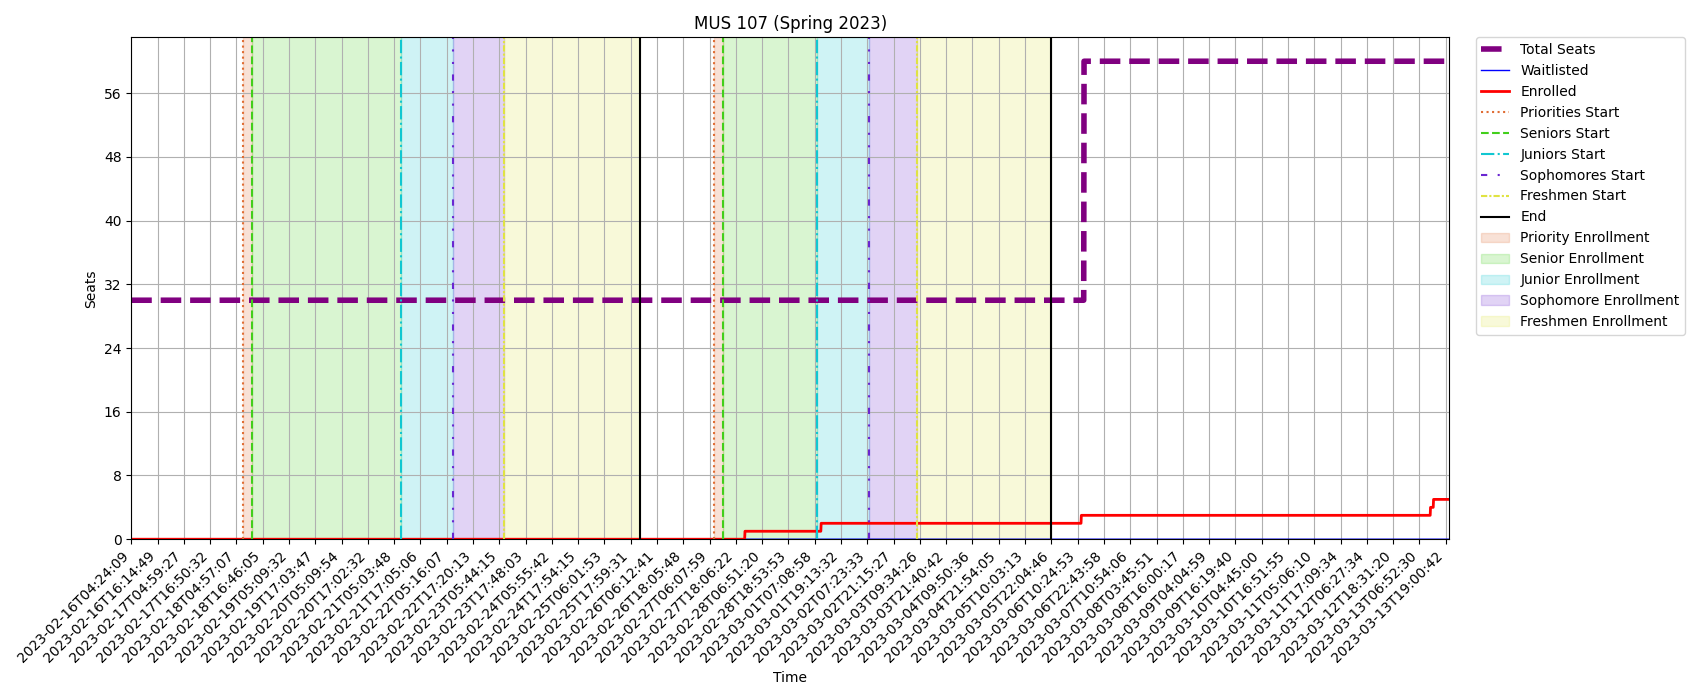 MUS 107 (Spring 2023)
Seats
56
48
40
32
24
16
8
0
2023-02-16T04:24:09
2023-02-16T16:14:49
2023-02-17T04:59:27
2023-02-17T16:50:32
2023-02-18T04:57:07
2023-02-18T16:46:05
2023-02-19T05:09:32
2023-02-19T17:03:47
2023-02-20T05:09:54
2023-02-20T17:02:32
2023-02-21T05:03:48
2023-02-21T17:05:06
2023-02-22T05:16:07
2023-02-22T17:20:13
2023-02-23T05:44:15
2023-02-23T17:48:03
2023-02-24T05:55:42
2023-02-24T17:54:15
2023-02-25T06:01:53
2023-02-25T17:59:31
2023-02-26T06:12:41
2023-02-26T18:05:48
2023-02-27T06:07:59
2023-02-27T18:06:22
2023-02-28T06:51:20
2023-02-28T18:53:53
2023-03-01T07:08:58
2023-03-01T19:13:32
2023-03-02T07:23:33
2023-03-02T21:15:27
2023-03-03T09:34:26
2023-03-03T21:40:42
2023-03-04T09:50:36
2023-03-04T21:54:05
2023-03-05T10:03:13
2023-03-05T22:04:46
2023-03-06T10:24:53
2023-03-06T22:43:58
2023-03-07T10:54:06
2023-03-08T03:45:51
2023-03-08T16:00:17
2023-03-09T04:04:59
2023-03-09T16:19:40
2023-03-10T04:45:00
2023-03-10T16:51:55
2023-03-11T05:06:10
2023-03-11T17:09:34
2023-03-12T06:27:34
2023-03-12T18:31:20
2023-03-13T06:52:30
2023-03-13T19:00:42
Time
Total Seats
Waitlisted
Enrolled
Priorities Start
Seniors Start
Juniors Start
Sophomores Start
Freshmen Start
End
Priority Enrollment
Senior Enrollment
Junior Enrollment
Sophomore Enrollment
Freshmen Enrollment